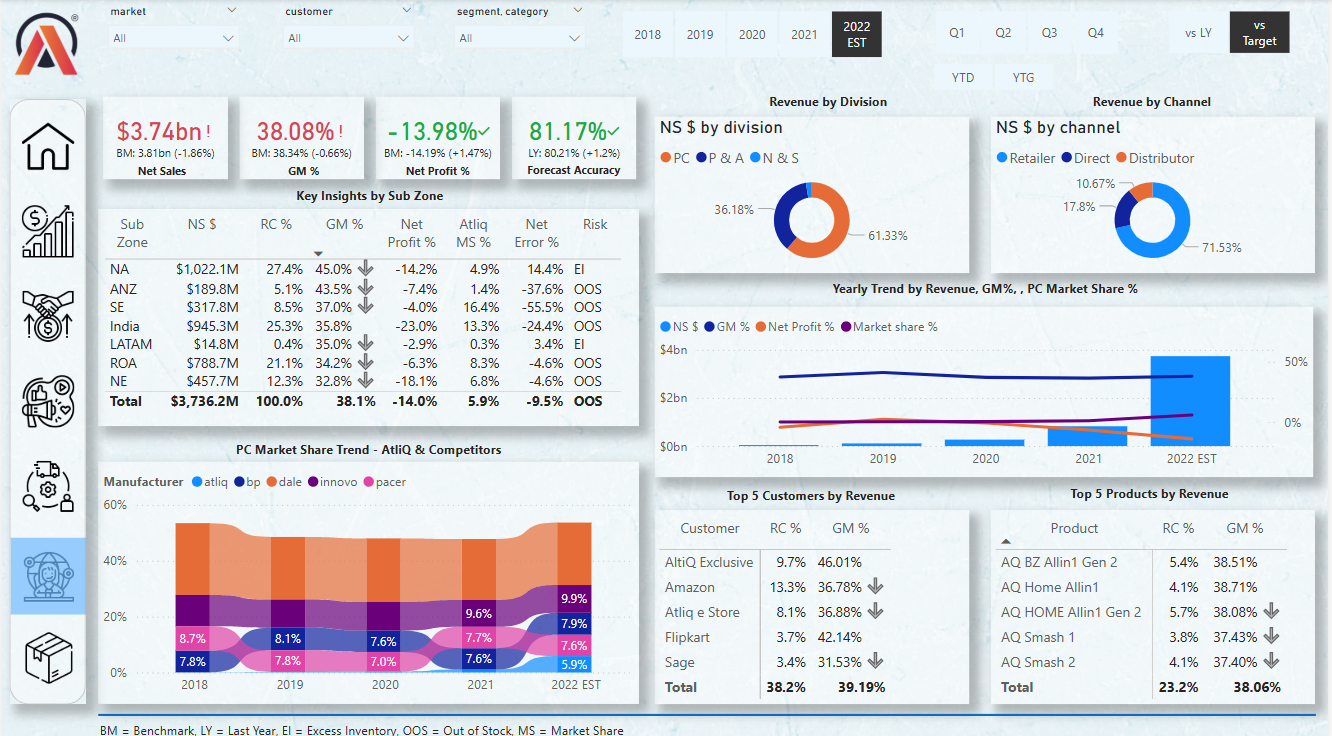 market customer segment, category
All All All
2018 2019 2020 2021 2022 EST
Q1 Q2 Q3 Q4
YTD YTG
vs LY vs Target
®
$3.74bn!
BM: 3.81bn (-1.86%)
Net Sales
38.08%!
BM: 38.34% (-0.66%)
GM %
-13.98%✓
BM: -14.19% (+1.47%)
Net Profit %
81.17%✓
LY: 80.21% (+1.2%)
Forecast Accuracy
Key Insights by Sub Zone
Sub Zone NS $ RC % GM % Net Profit % Atliq MS % Net Error % Risk
NA $1,022.1M 27.4% 45.0% -14.2% 4.9% 14.4% EI
ANZ $189.8M 5.1% 43.5% -7.4% 1.4% -37.6% OOS
SE $317.8M 8.5% 37.0% -4.0% 16.4% -55.5% OOS
India $945.3M 25.3% 35.8% -23.0% 13.3% -24.4% OOS
LATAM $14.8M 0.4% 35.0% -2.9% 0.3% 3.4% EI
ROA $788.7M 21.1% 34.2% -6.3% 8.3% -4.6% OOS
NE $457.7M 12.3% 32.8% -18.1% 6.8% -4.6% OOS
Total $3,736.2M 100.0% 38.1% -14.0% 5.9% -9.5% OOS
Revenue by Division
NS $ by division
PC P & A N & S
36.18%
61.33%
Revenue by Channel
NS $ by channel
Retailer Direct Distributor
10.67%
17.8%
71.53%
Yearly Trend by Revenue, GM%, , PC Market Share %
NS $ GM % Net Profit % Market share %
$4bn 50%
$2bn
0%
$0bn
2018 2019 2020 2021 2022 EST
PC Market Share Trend - AtliQ & Competitors
Manufacturer atliq bp dale innovo pacer
60%
40%
20%
0%
8.7% 7.8%
8.1% 7.8%
7.6% 7.0%
9.6% 7.7% 7.6%
9.9% 7.9% 7.6% 5.9%
2018 2019 2020 2021 2022 EST
Top 5 Customers by Revenue
Customer RC % GM %
AltiQ Exclusive 9.7% 46.01%
Amazon 13.3% 36.78%
Atliq e Store 8.1% 36.88%
Flipkart 3.7% 42.14%
Sage 3.4% 31.53%
Total 38.2% 39.19%
Top 5 Products by Revenue
Product RC % GM %
AQ BZ Allin1 Gen 2 5.4% 38.51%
AQ Home Allin1 4.1% 38.71%
AQ HOME Allin1 Gen 2 5.7% 38.08%
AQ Smash 1 3.8% 37.43%
AQ Smash 2 4.1% 37.40%
Total 23.2% 38.06%
BM = Benchmark, LY = Last Year, EI = Excess Inventory, OOS = Out of Stock, MS = Market Share